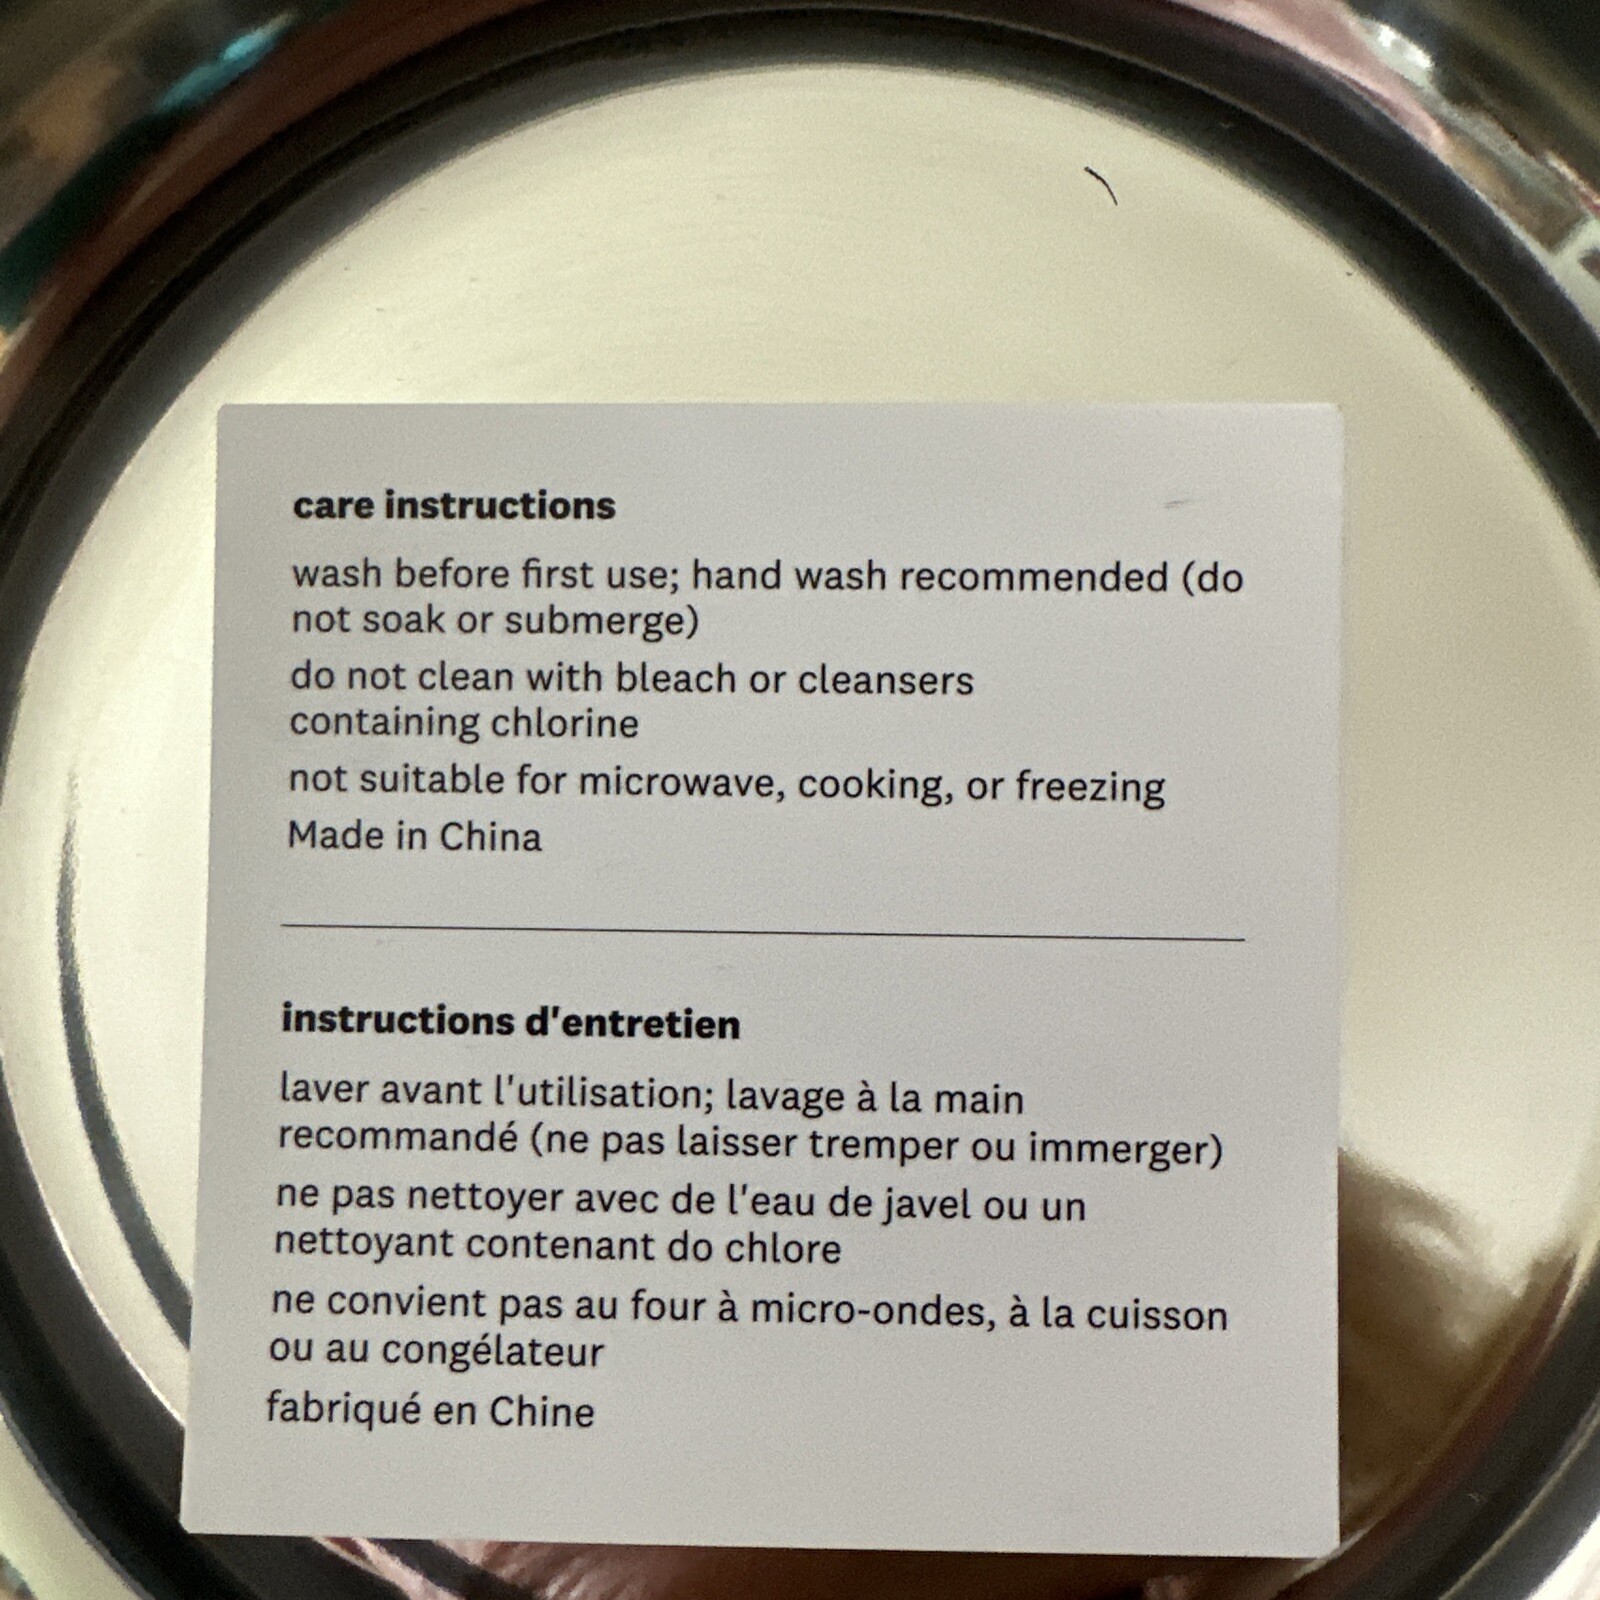 care instructions
wash before first use; hand wash recommended (do
not soak or submerge)
do not clean with bleach or cleansers
containing chlorine
not suitable for microwave, cooking, or freezing
Made in China
instructions d'entretien
laver avant l'utilisation; lavage à la main
recommandé (ne pas laisser tremper ou immerger)
ne pas nettoyer avec de l'eau de javel ou un
nettoyant contenant do chlore
ne convient pas au four à micro-ondes, à la cuisson
ou au congélateur
fabriqué en Chine